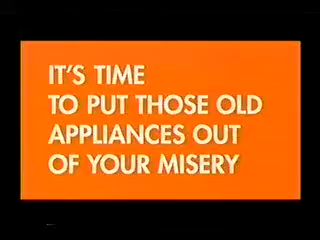 IT'S TIME
TO PUT THOSE OLD
APPLIANCES OUT
OF YOUR MISERY